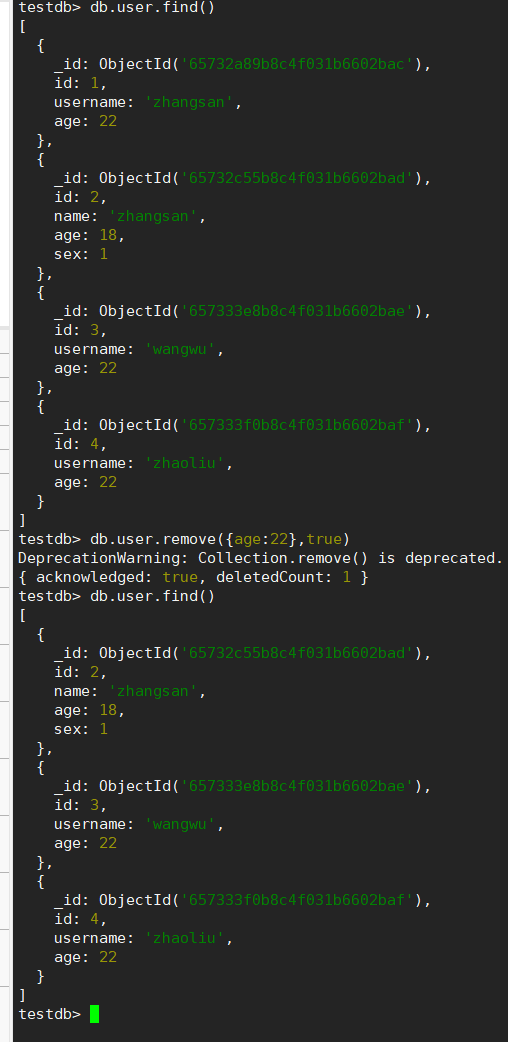 testdb> db.user.find()
[
  {
    _id: ObjectId('65732a89b8c4f031b6602bac'),
    id: 1,
    username: 'zhangsan',
    age: 22
  },
  {
    _id: ObjectId('65732c55b8c4f031b6602bad'),
    id: 2,
    name: 'zhangsan',
    age: 18,
    sex: 1
  },
  {
    _id: ObjectId('657333e8b8c4f031b6602bae'),
    id: 3,
    username: 'wangwu',
    age: 22
  },
  {
    _id: ObjectId('657333f0b8c4f031b6602baf'),
    id: 4,
    username: 'zhaoliu',
    age: 22
  }
]
testdb> db.user.remove({age:22},true)
DeprecationWarning: Collection.remove() is deprecated.
{ acknowledged: true, deletedCount: 1 }
testdb> db.user.find()
[
  {
    _id: ObjectId('65732c55b8c4f031b6602bad'),
    id: 2,
    name: 'zhangsan',
    age: 18,
    sex: 1
  },
  {
    _id: ObjectId('657333e8b8c4f031b6602bae'),
    id: 3,
    username: 'wangwu',
    age: 22
  },
  {
    _id: ObjectId('657333f0b8c4f031b6602baf'),
    id: 4,
    username: 'zhaoliu',
    age: 22
  }
]
testdb>